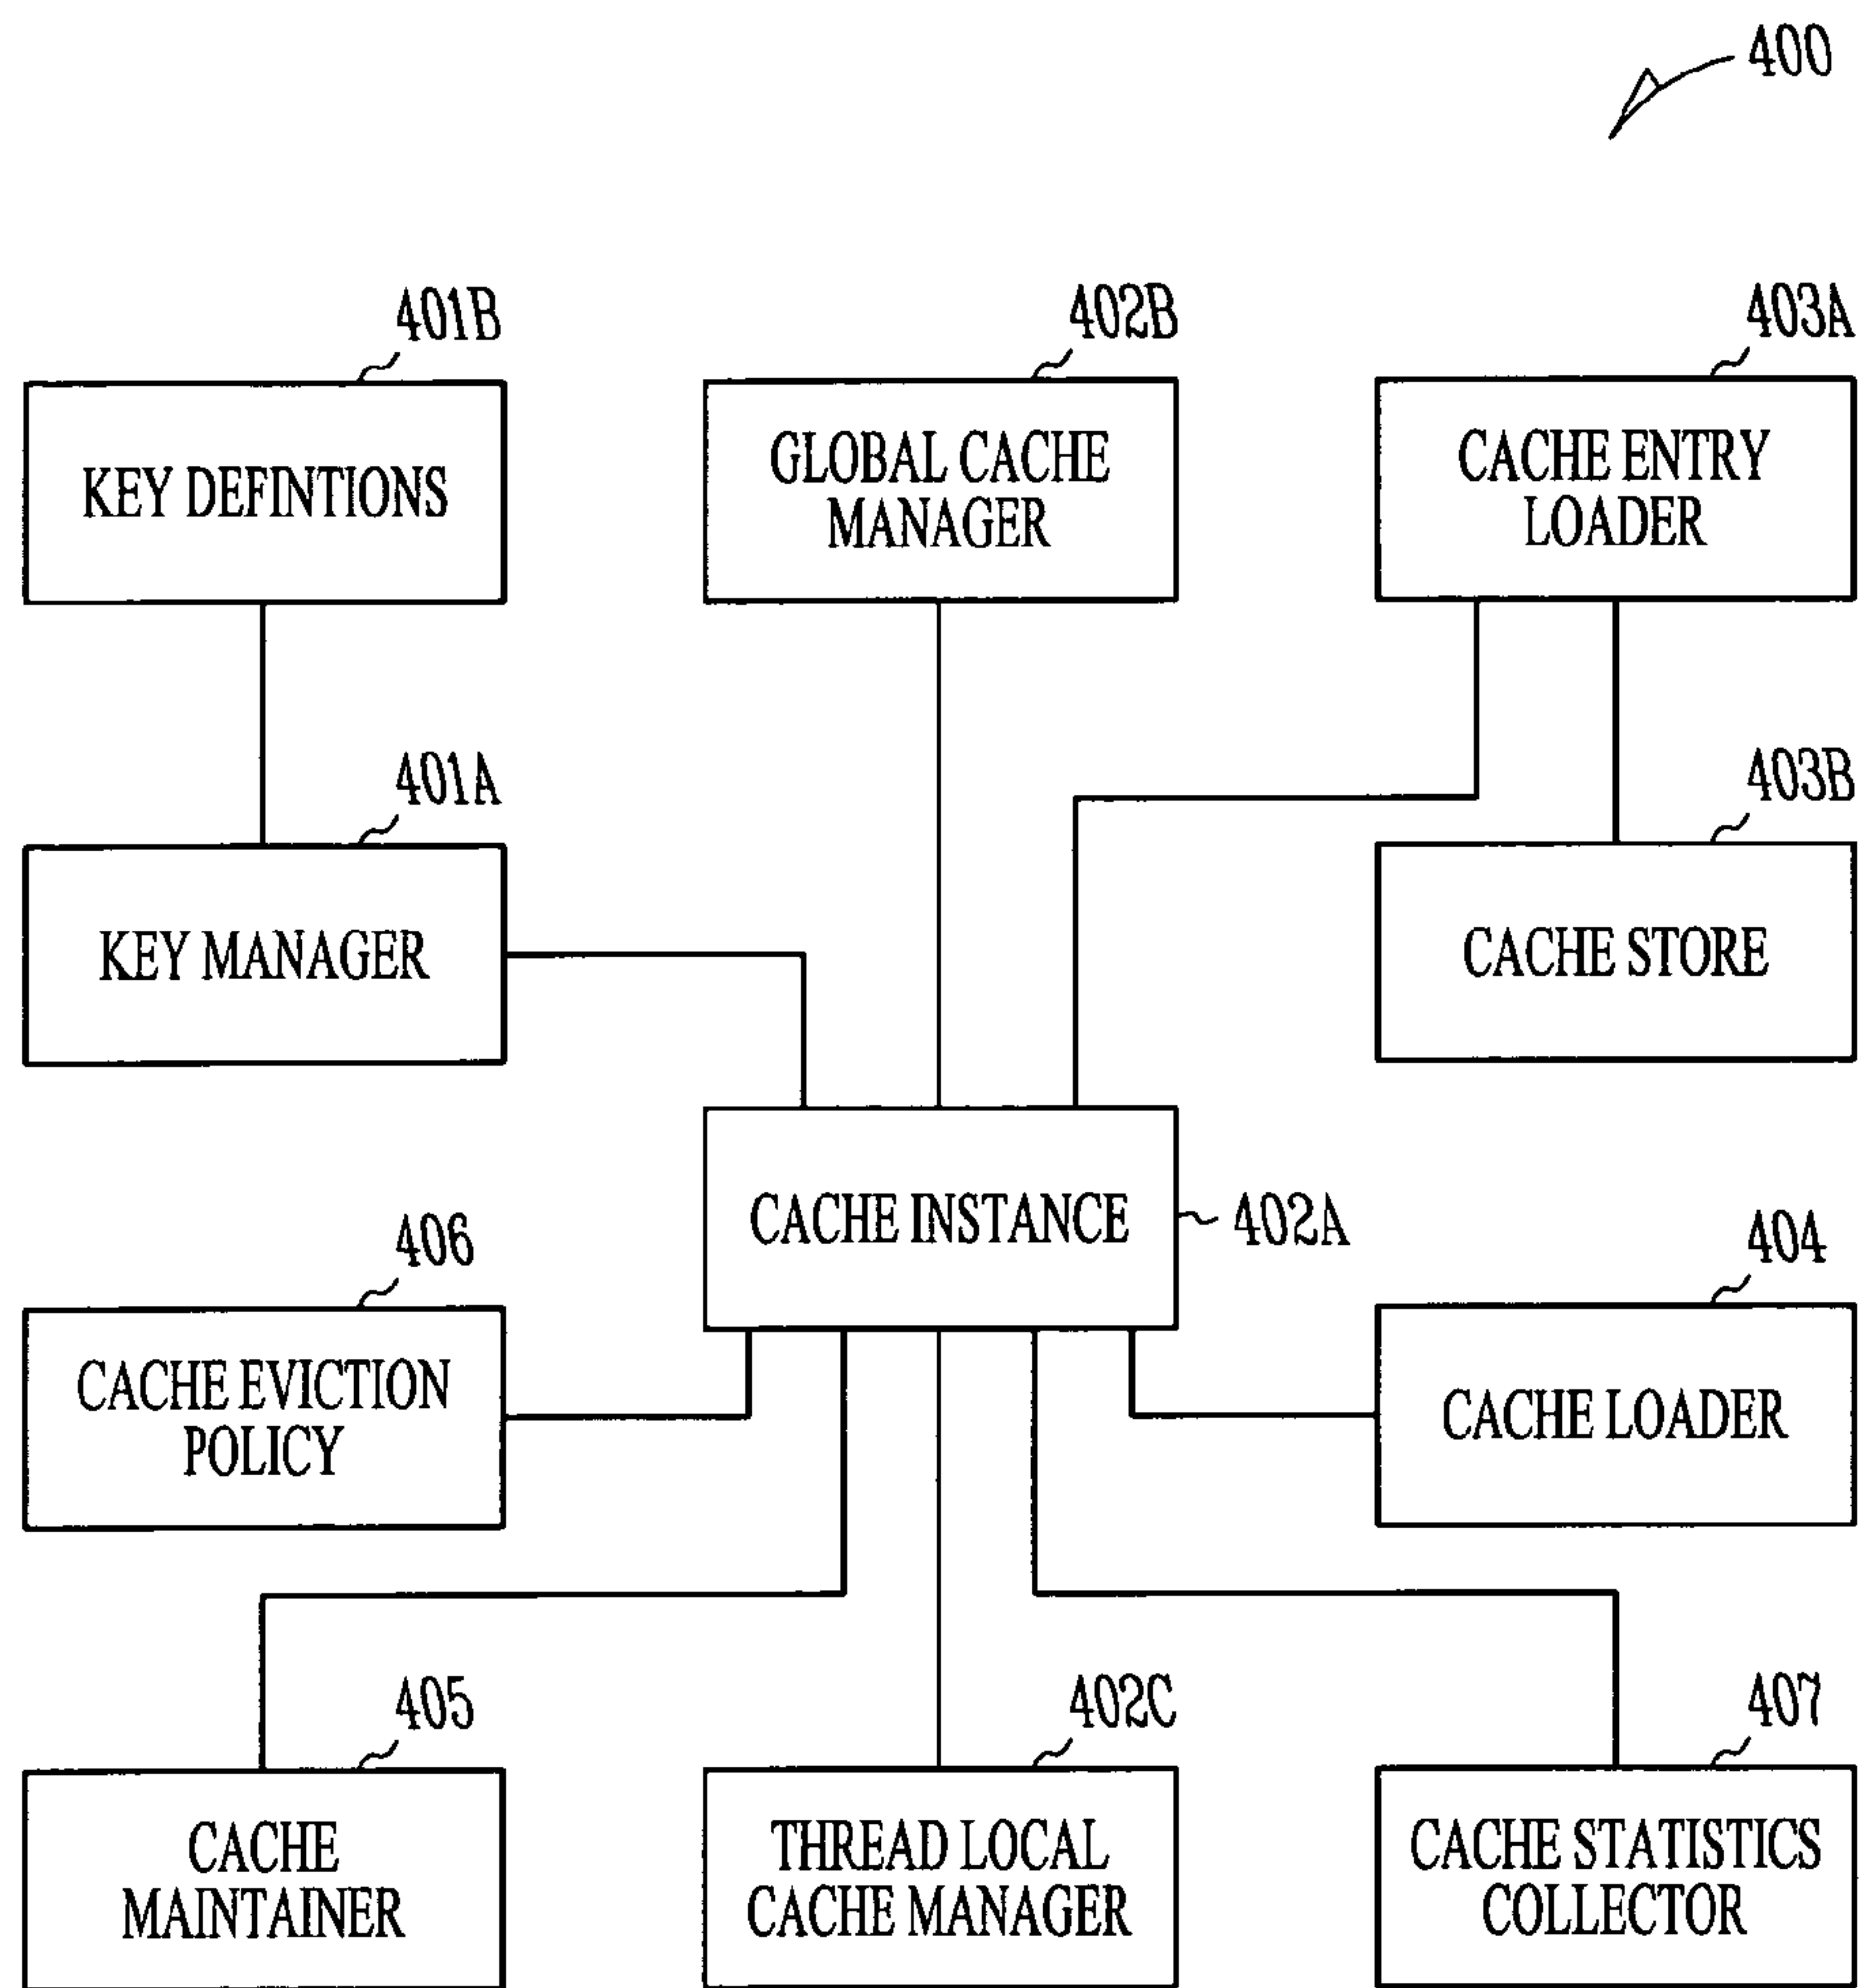 400
401B
KEY DEFINTIONS
402B
GLOBAL CACHE
MANAGER
403A
CACHE ENTRY
LOADER
401A
KEY MANAGER
403B
CACHE STORE
CACHE INSTANCE
402A
406
CACHE EVICTION
POLICY
404
CACHE LOADER
405
CACHE
MAINTAINER
402C
THREAD LOCAL
CACHE MANAGER
407
CACHE STATISTICS
COLLECTOR